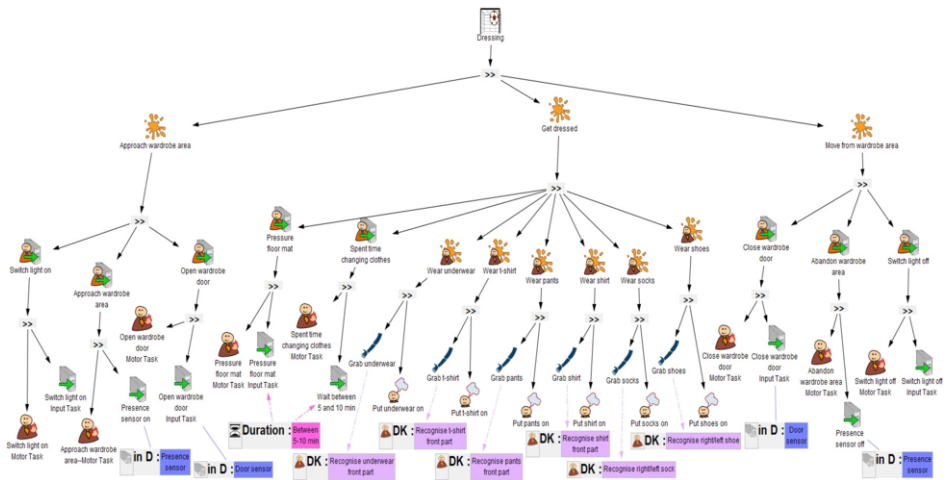 Dressing
>>
Approach wardrobe area
Get dressed
Move from wardrobe area
>>
>>
>>
Switch light on
Approach wardrobe
area
Open wardrobe
door
Pressure
floor mat
Spent time
changing clothes
Wear underwear
Wear t-shirt
Wear pants
Wear shirt
Wear socks
Wear shoes
Close wardrobe
door
Abandon wardrobe
area
Switch light off
>>
>>
>>
>>
>>
>>
>>
>>
>>
>>
>>
>>
>>
>>
Switch light on
Motor Task
Switch light on
Input Task
Approach wardrobe
area--Motor Task
Presence
sensor on
Open wardrobe
door
Motor Task
Open wardrobe
door
Input Task
Pressure
floor mat
Motor Task
Pressure
floor mat
Input Task
Spent time
changing clothes
Motor Task
Wait between
5 and 10 min
Grab underwear
Put underwear on
Grab t-shirt
Put t-shirt on
Grab pants
Put pants on
Grab shirt
Put shirt on
Grab socks
Put socks on
Grab shoes
Put shoes on
Close wardrobe
door
Motor Task
Close wardrobe
door
Input Task
Abandon
wardrobe area
Motor Task
Presence
sensor off
Switch light off
Motor Task
Switch light off
Input Task
in D : Presence
sensor
in D : Door sensor
Duration : Between
5-10 min
DK : Recognise underwear
front part
DK : Recognise t-shirt
front part
DK : Recognise pants
front part
DK : Recognise shirt
front part
DK : Recognise right/left sock
DK : Recognise right/left shoe
in D : Door
sensor
in D : Presence
sensor